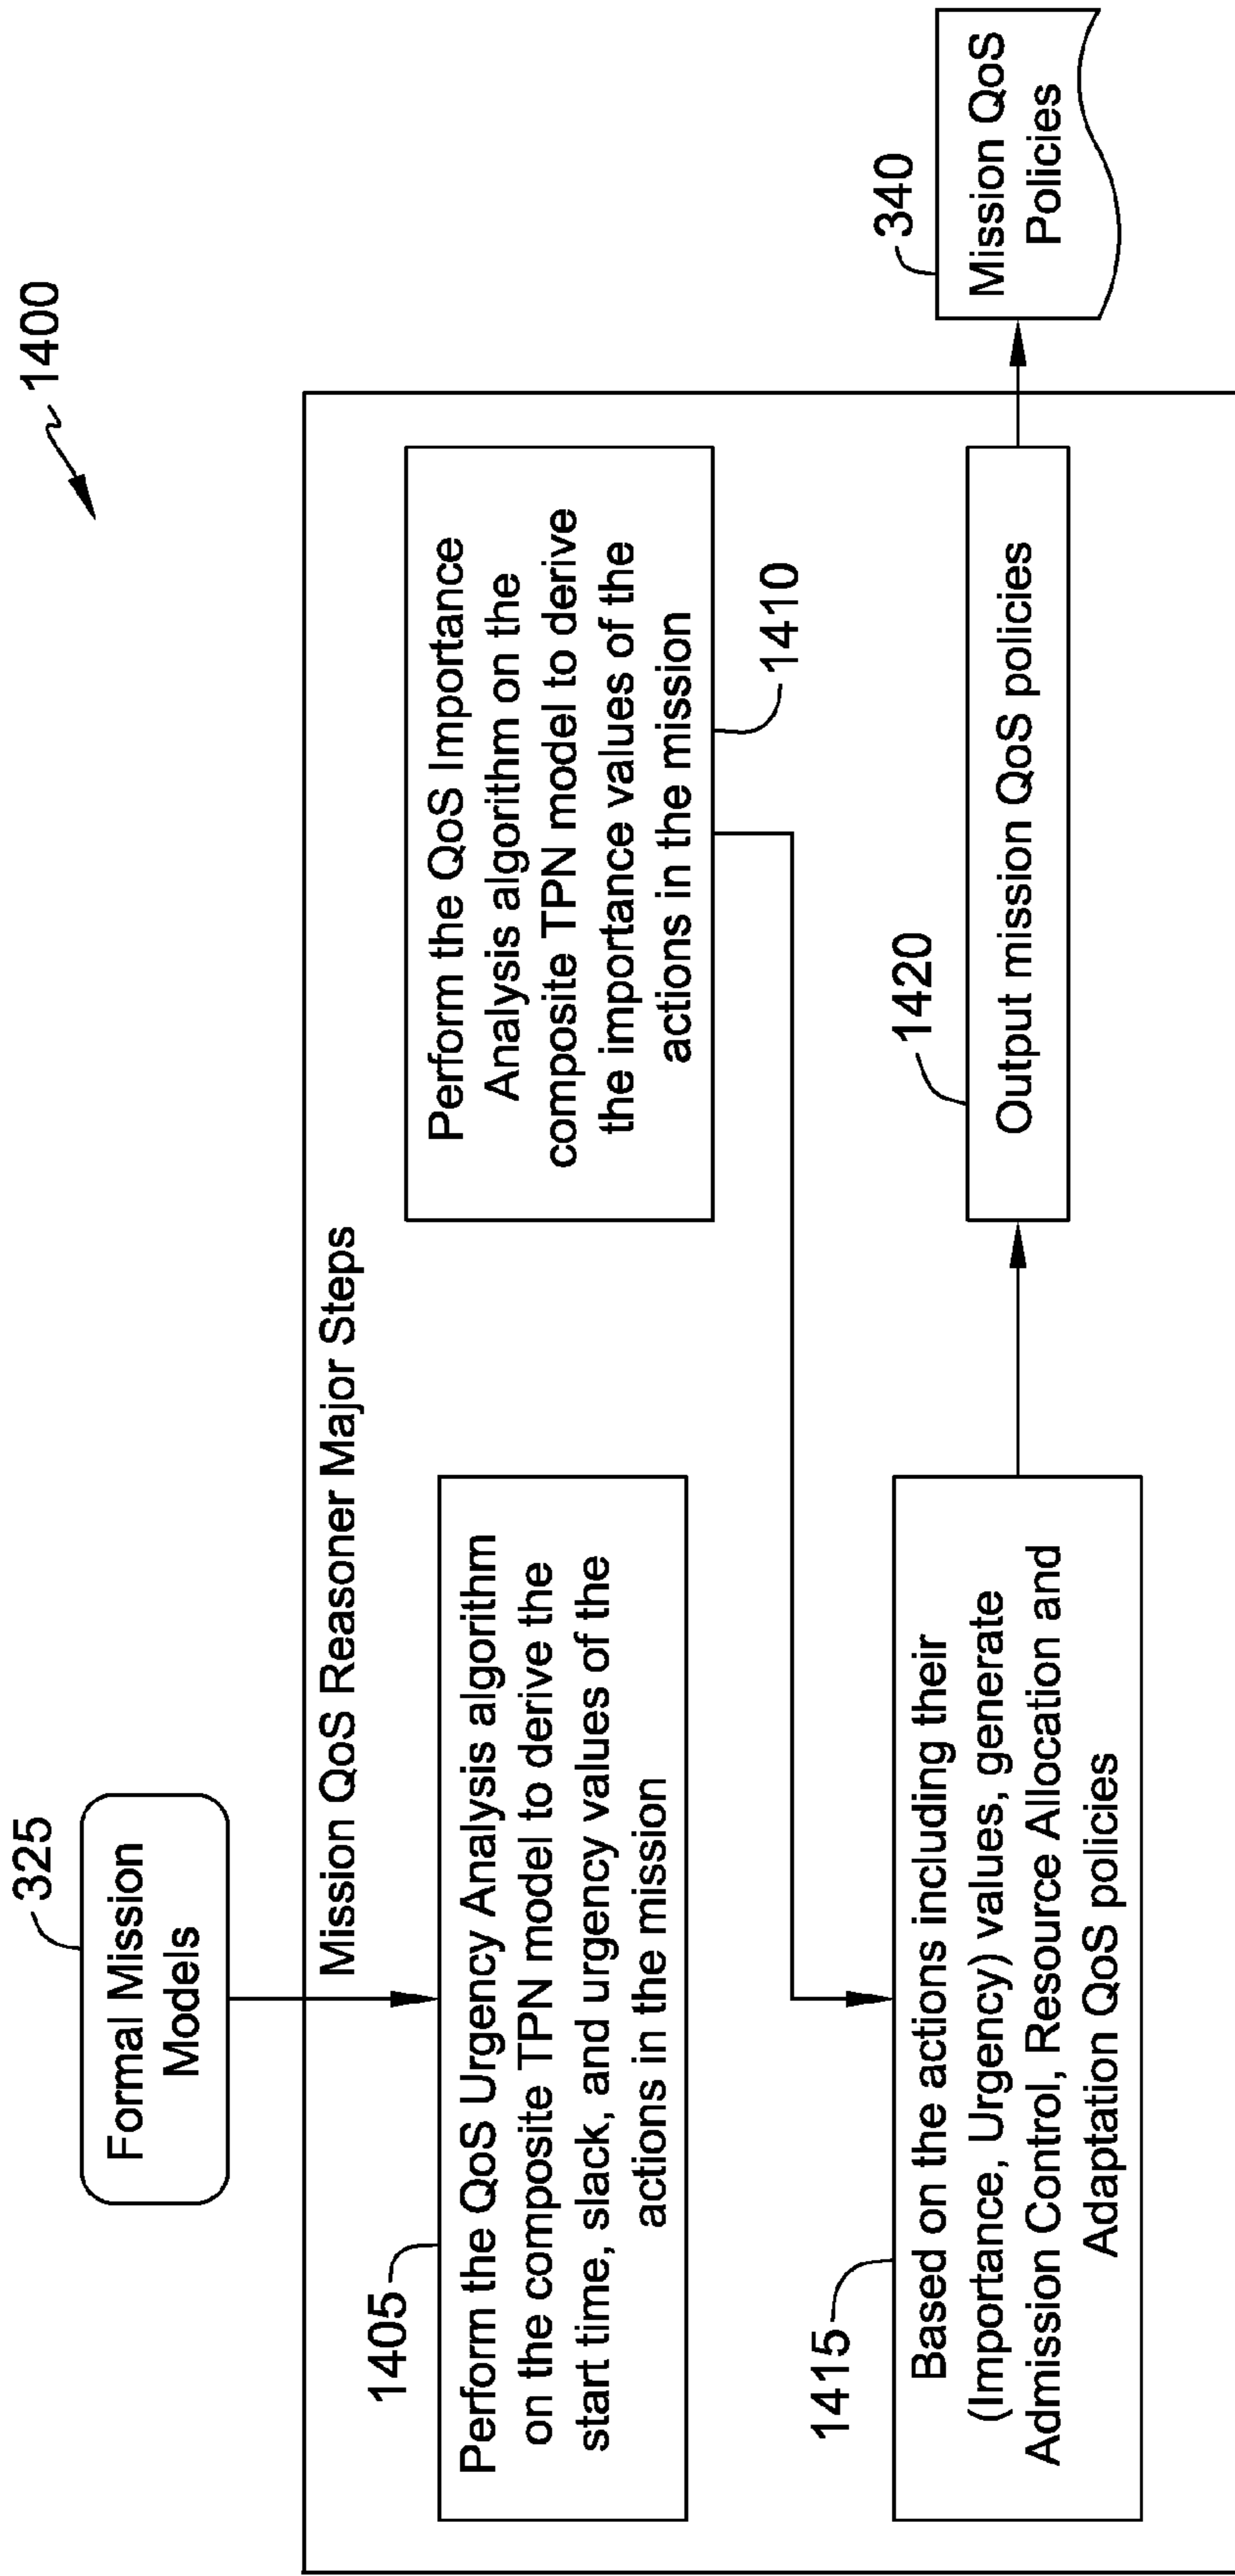 1400
325
Formal Mission
Models
Mission QoS Reasoner Major Steps
1405
Perform the QoS Urgency Analysis algorithm
on the composite TPN model to derive the
start time, slack, and urgency values of the
actions in the mission
Perform the QoS Importance
Analysis algorithm on the
composite TPN model to derive
the importance values of the
actions in the mission
1410
1415
Based on the actions including their
(Importance, Urgency) values, generate
Admission Control, Resource Allocation and
Adaptation QoS policies
1420
Output mission QoS policies
340
Mission QoS
Policies